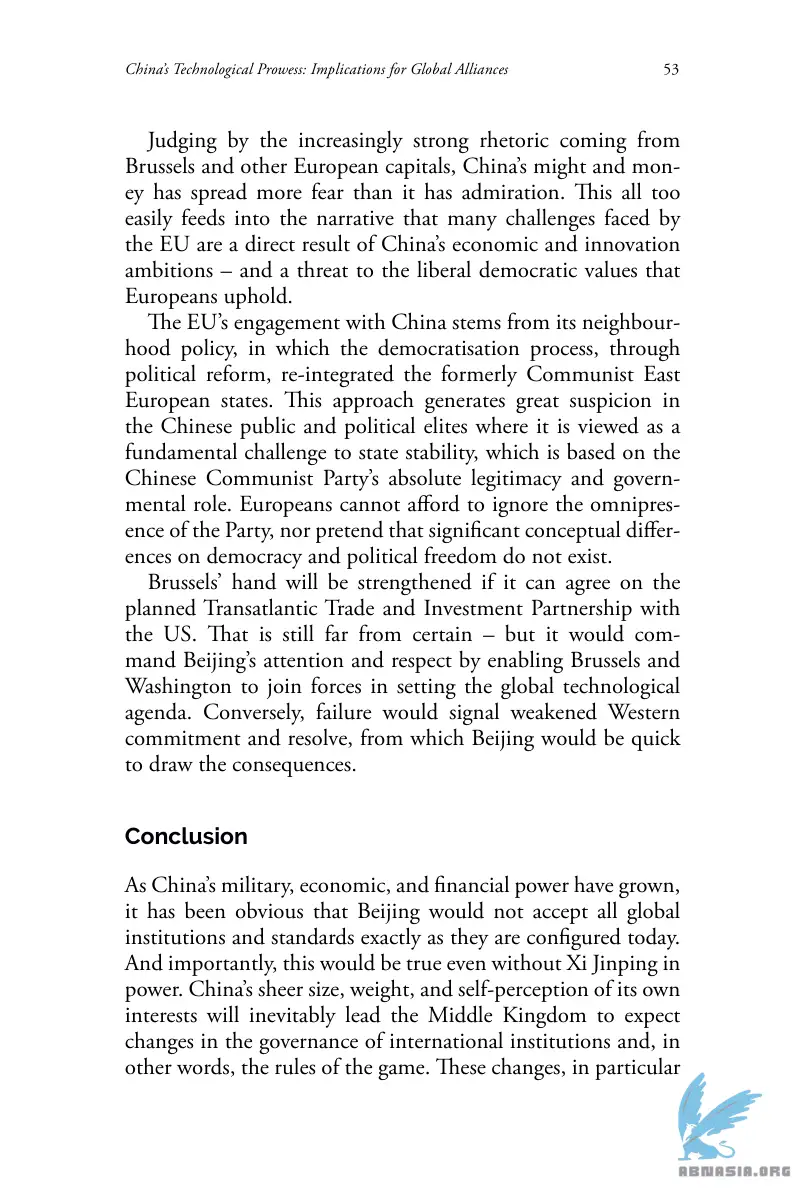 China's Technological Prowess: Implications for Global Alliances 53
Judging by the increasingly strong rhetoric coming from
Brussels and other European capitals, China's might and mon-
ey has spread more fear than it has admiration. This all too
easily feeds into the narrative that many challenges faced by
the EU are a direct result of China's economic and innovation
ambitions – and a threat to the liberal democratic values that
Europeans uphold.
The EU's engagement with China stems from its neighbour-
hood policy, in which the democratisation process, through
political reform, re-integrated the formerly Communist East
European states. This approach generates great suspicion in
the Chinese public and political elites where it is viewed as a
fundamental challenge to state stability, which is based on the
Chinese Communist Party's absolute legitimacy and govern-
mental role. Europeans cannot afford to ignore the omnipres-
ence of the Party, nor pretend that significant conceptual differ-
ences on democracy and political freedom do not exist.
Brussels' hand will be strengthened if it can agree on the
planned Transatlantic Trade and Investment Partnership with
the US. That is still far from certain – but it would com-
mand Beijing's attention and respect by enabling Brussels and
Washington to join forces in setting the global technological
agenda. Conversely, failure would signal weakened Western
commitment and resolve, from which Beijing would be quick
to draw the consequences.
Conclusion
As China's military, economic, and financial power have grown,
it has been obvious that Beijing would not accept all global
institutions and standards exactly as they are configured today.
And importantly, this would be true even without Xi Jinping in
power. China's sheer size, weight, and self-perception of its own
interests will inevitably lead the Middle Kingdom to expect
changes in the governance of international institutions and, in
other words, the rules of the game. These changes, in particular
ABNASIA.ORG